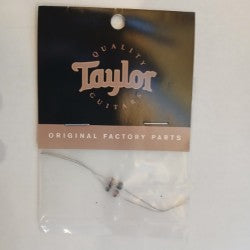 QUALITY
Taylor
GUITARS
ORIGINAL FACTORY PARTS